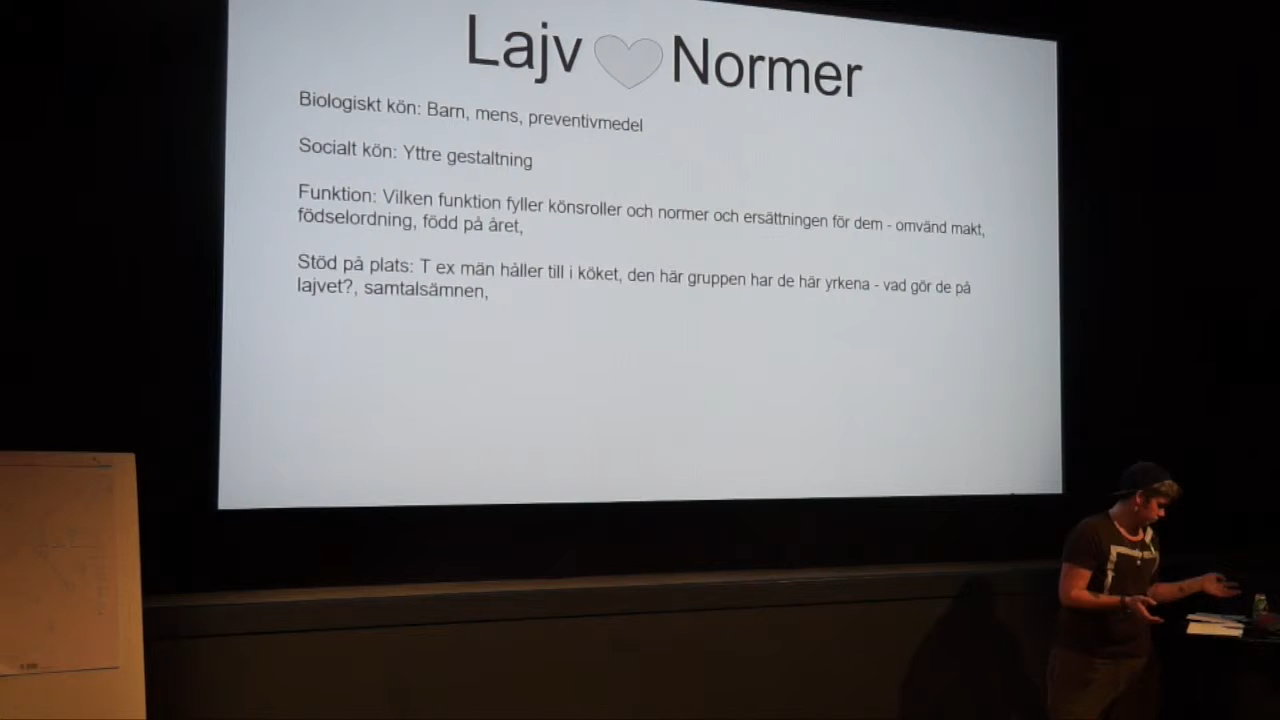 Lajv Normer
Biologiskt kön: Barn, mens, preventivmedel
Socialt kön: Yttre gestaltning
Funktion: Vilken funktion fyller könsroller och normer och ersättningen för dem - omvänd makt,
födselordning, född på året,
Stöd på plats: T ex män håller till i köket, den här gruppen har de här yrkena - vad gör de på
lajvet?, samtalsämnen,